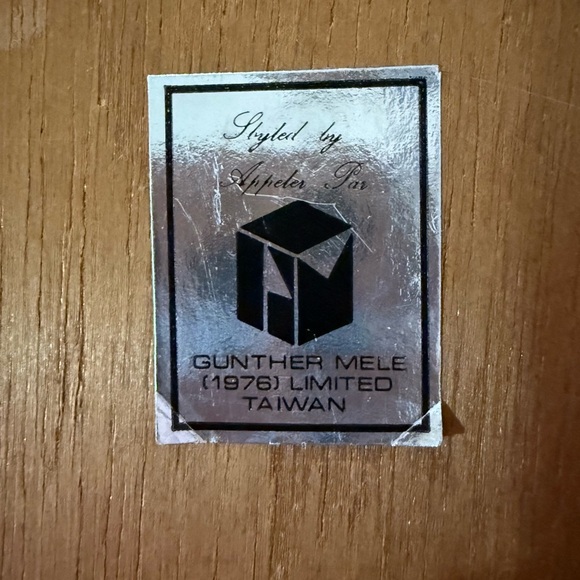 Styled by
Appeler Par
GUNTHER MELE
(1976) LIMITED
TAIWAN